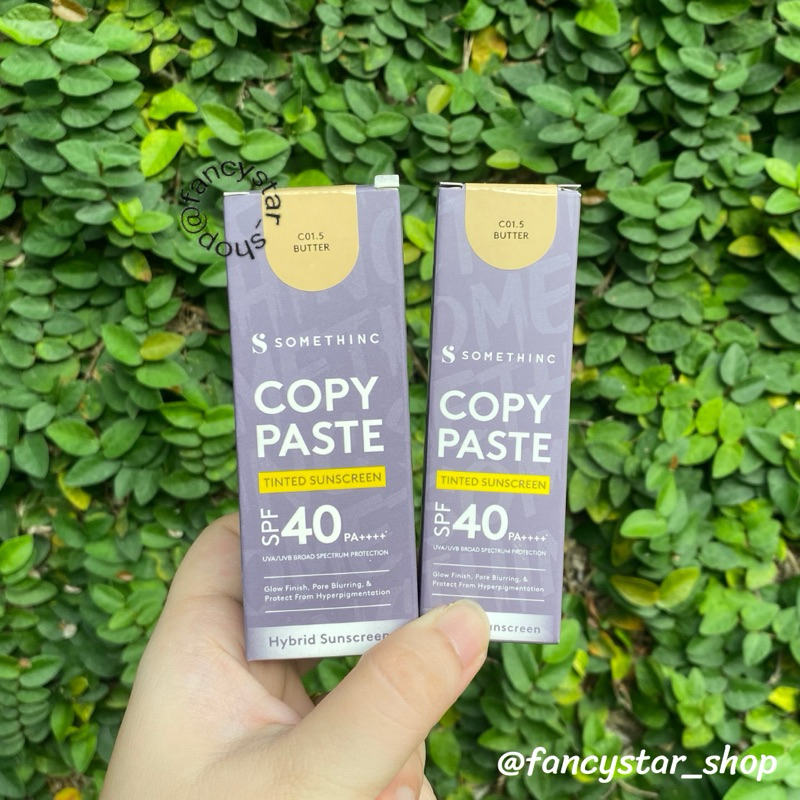 @fancystar_shop
C01.5
BUTTER
SOMETHINC
COPY
PASTE
TINTED SUNSCREEN
SPF 40 PA++++
UVA/UVB BROAD SPECTRUM PROTECTION
Glow Finish, Pore Blurring, &
Protect From Hyperpigmentation
Hybrid Sunscreen
C01.5
BUTTER
SOMETHINC
COPY
PASTE
TINTED SUNSCREEN
SPF 40 PA++++
UVA/UVB BROAD SPECTRUM PROTECTION
Glow Finish, Pore Blurring, &
Protect From Hyperpigmentation
unscreen
@fancystar_shop